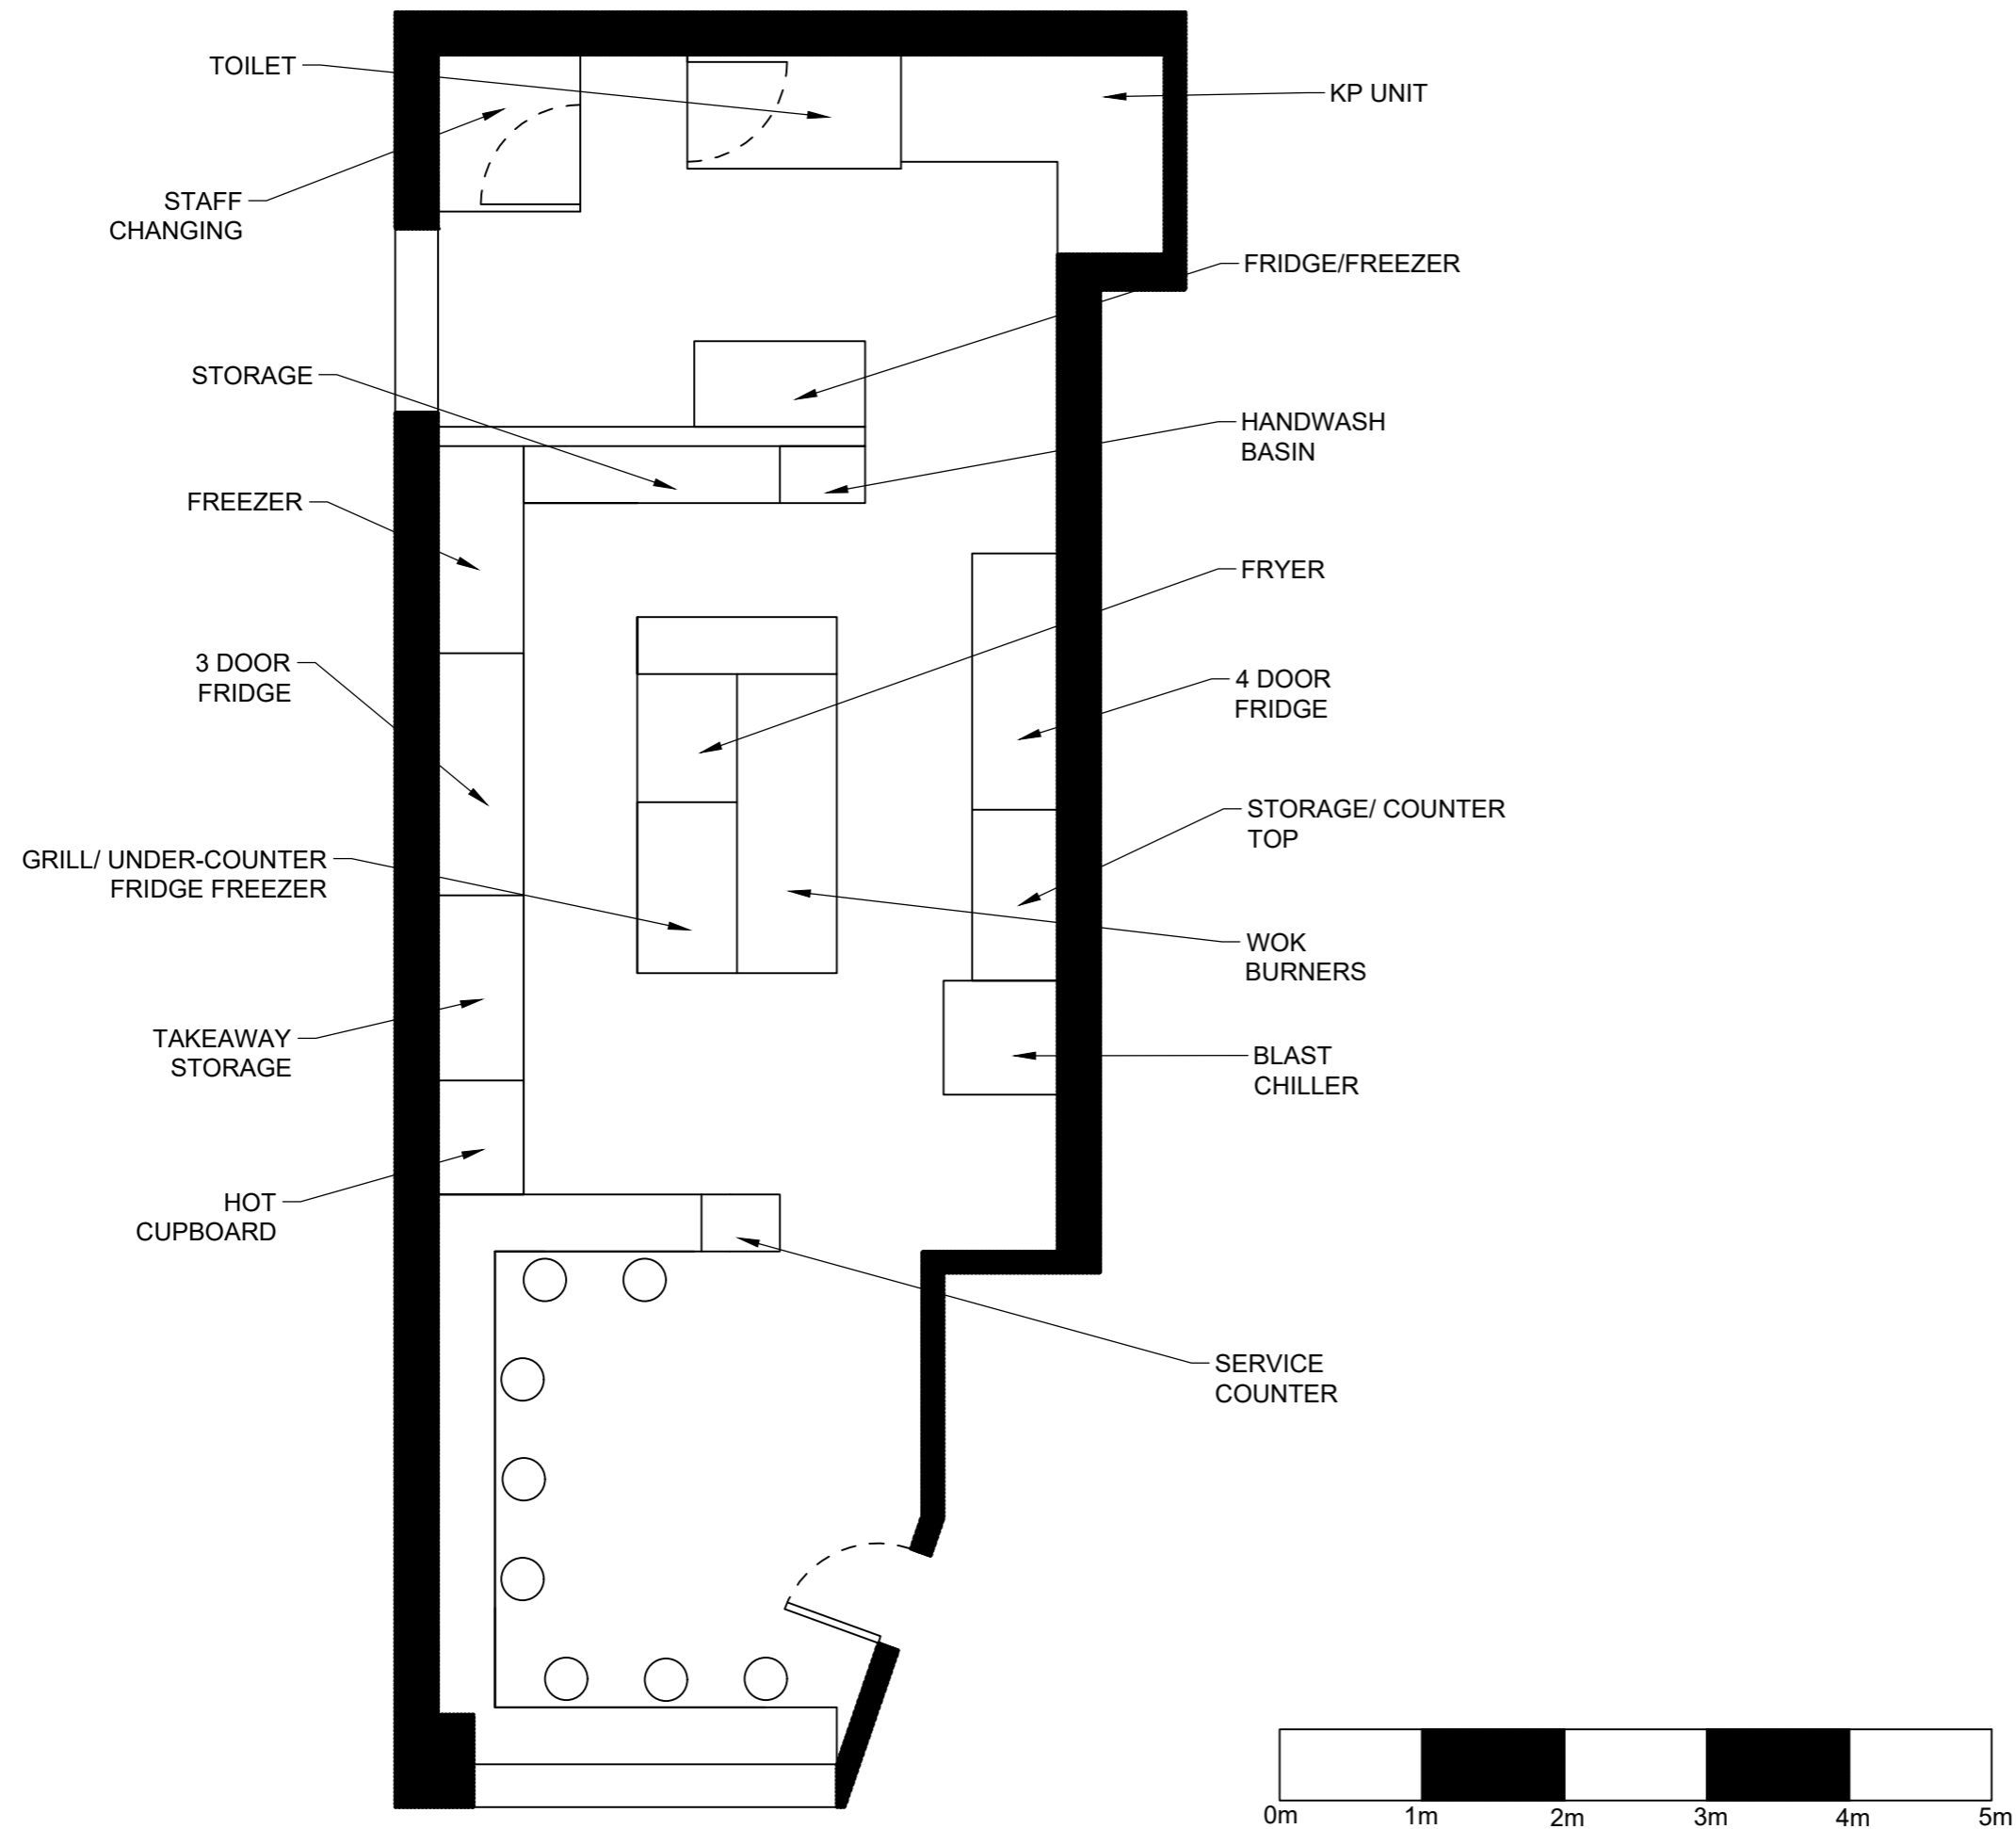 TOILET
KP UNIT
STAFF
CHANGING
FRIDGE/FREEZER
STORAGE
HANDWASH
BASIN
FREEZER
FRYER
3 DOOR
FRIDGE
4 DOOR
FRIDGE
STORAGE/ COUNTER
TOP
GRILL/ UNDER-COUNTER
FRIDGE FREEZER
WOK
BURNERS
TAKEAWAY
STORAGE
BLAST
CHILLER
HOT
CUPBOARD
SERVICE
COUNTER
0m 1m 2m 3m 4m 5m